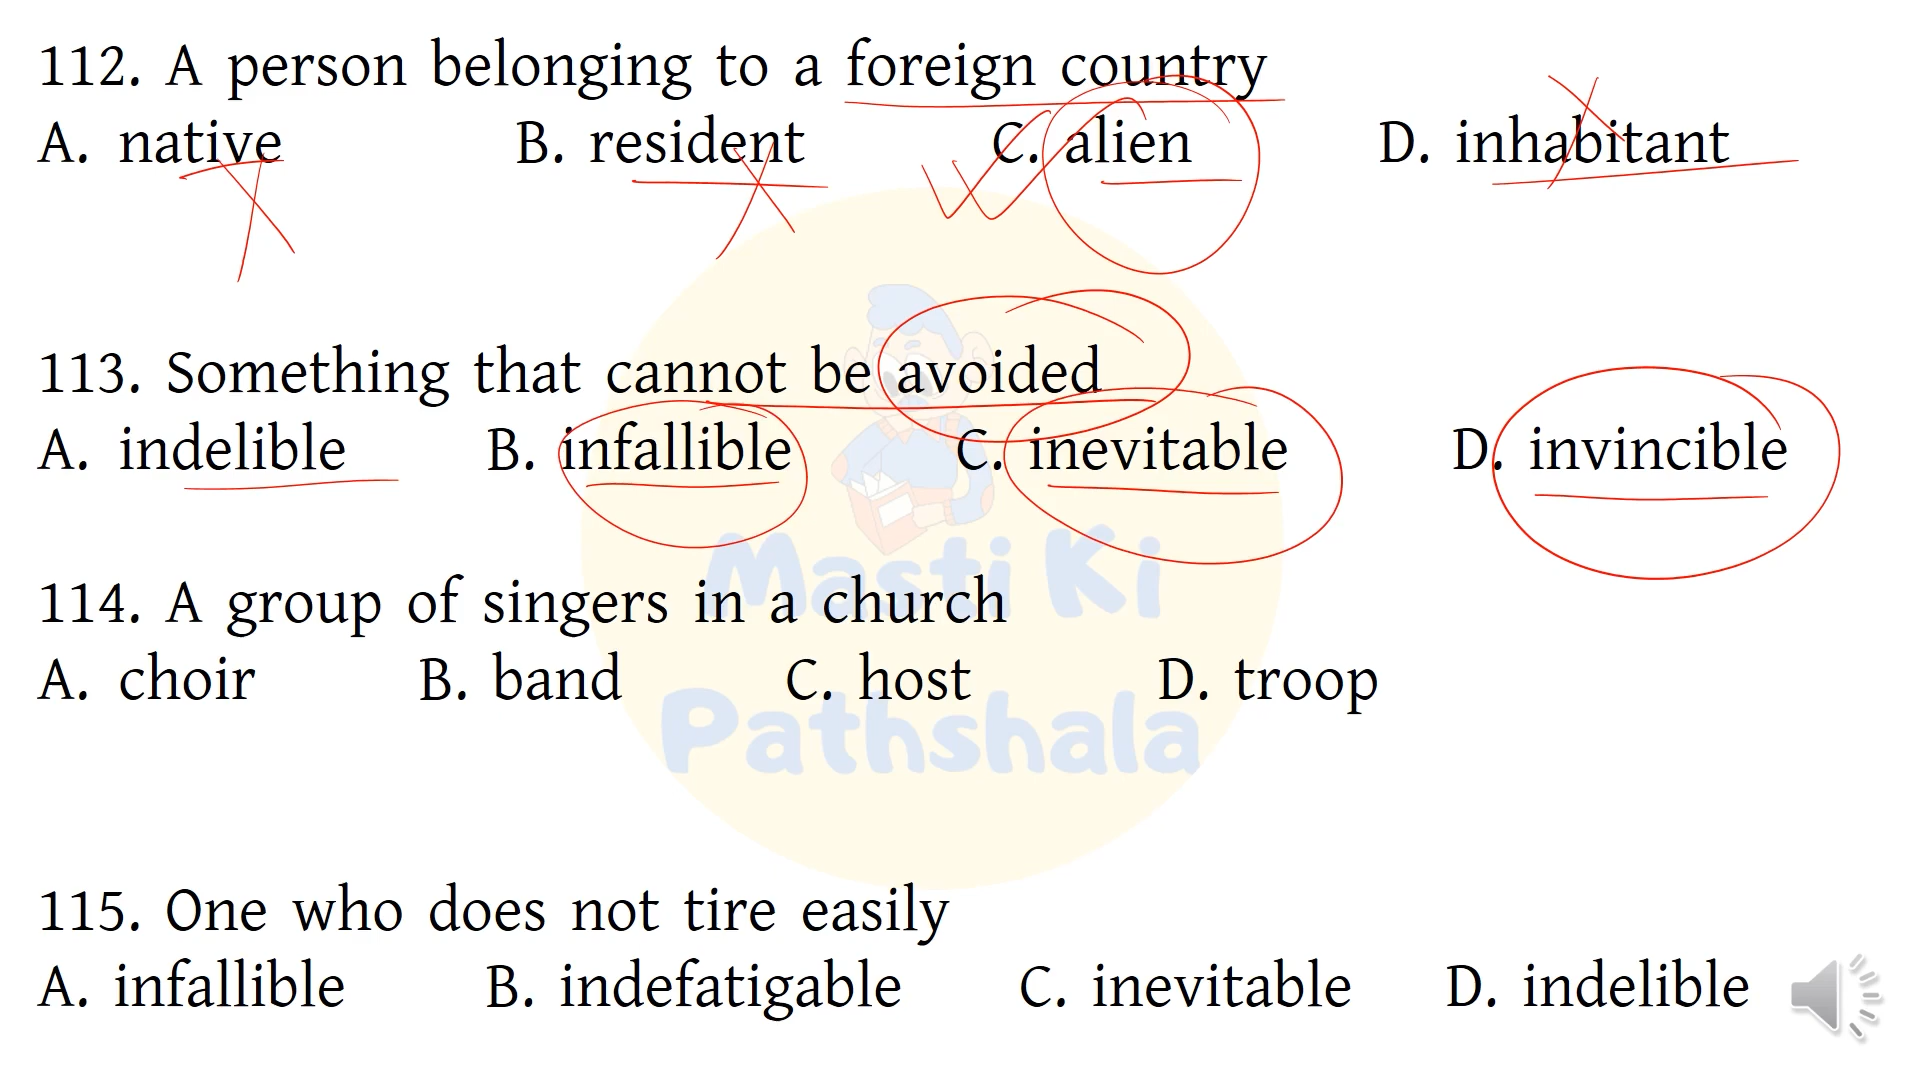 112. A person belonging to a foreign country
A. native B. resident C. alien D. inhabitant
113. Something that cannot be avoided
A. indelible B. infallible C. inevitable D. invincible
114. A group of singers in a church
A. choir B. band C. host D. troop
115. One who does not tire easily
A. infallible B. indefatigable C. inevitable D. indelible
Masti Ki
Pathshala